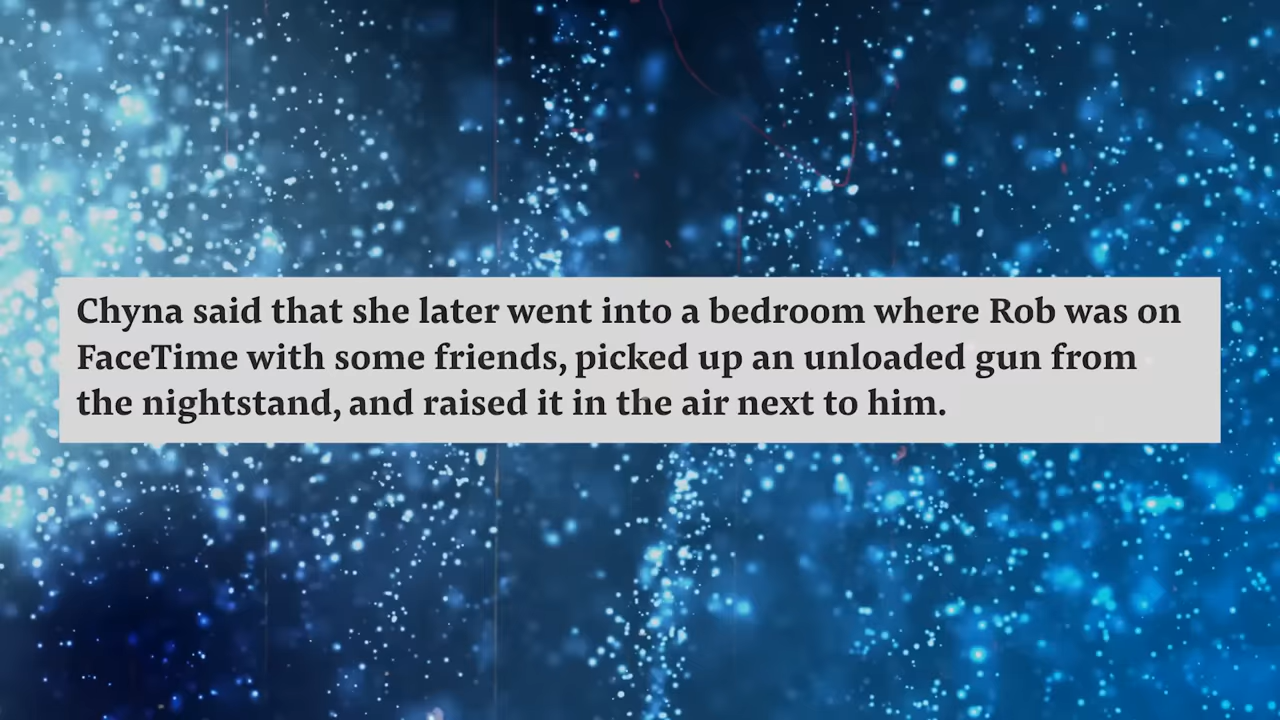 Chyna said that she later went into a bedroom where Rob was on
FaceTime with some friends, picked up an unloaded gun from
the nightstand, and raised it in the air next to him.